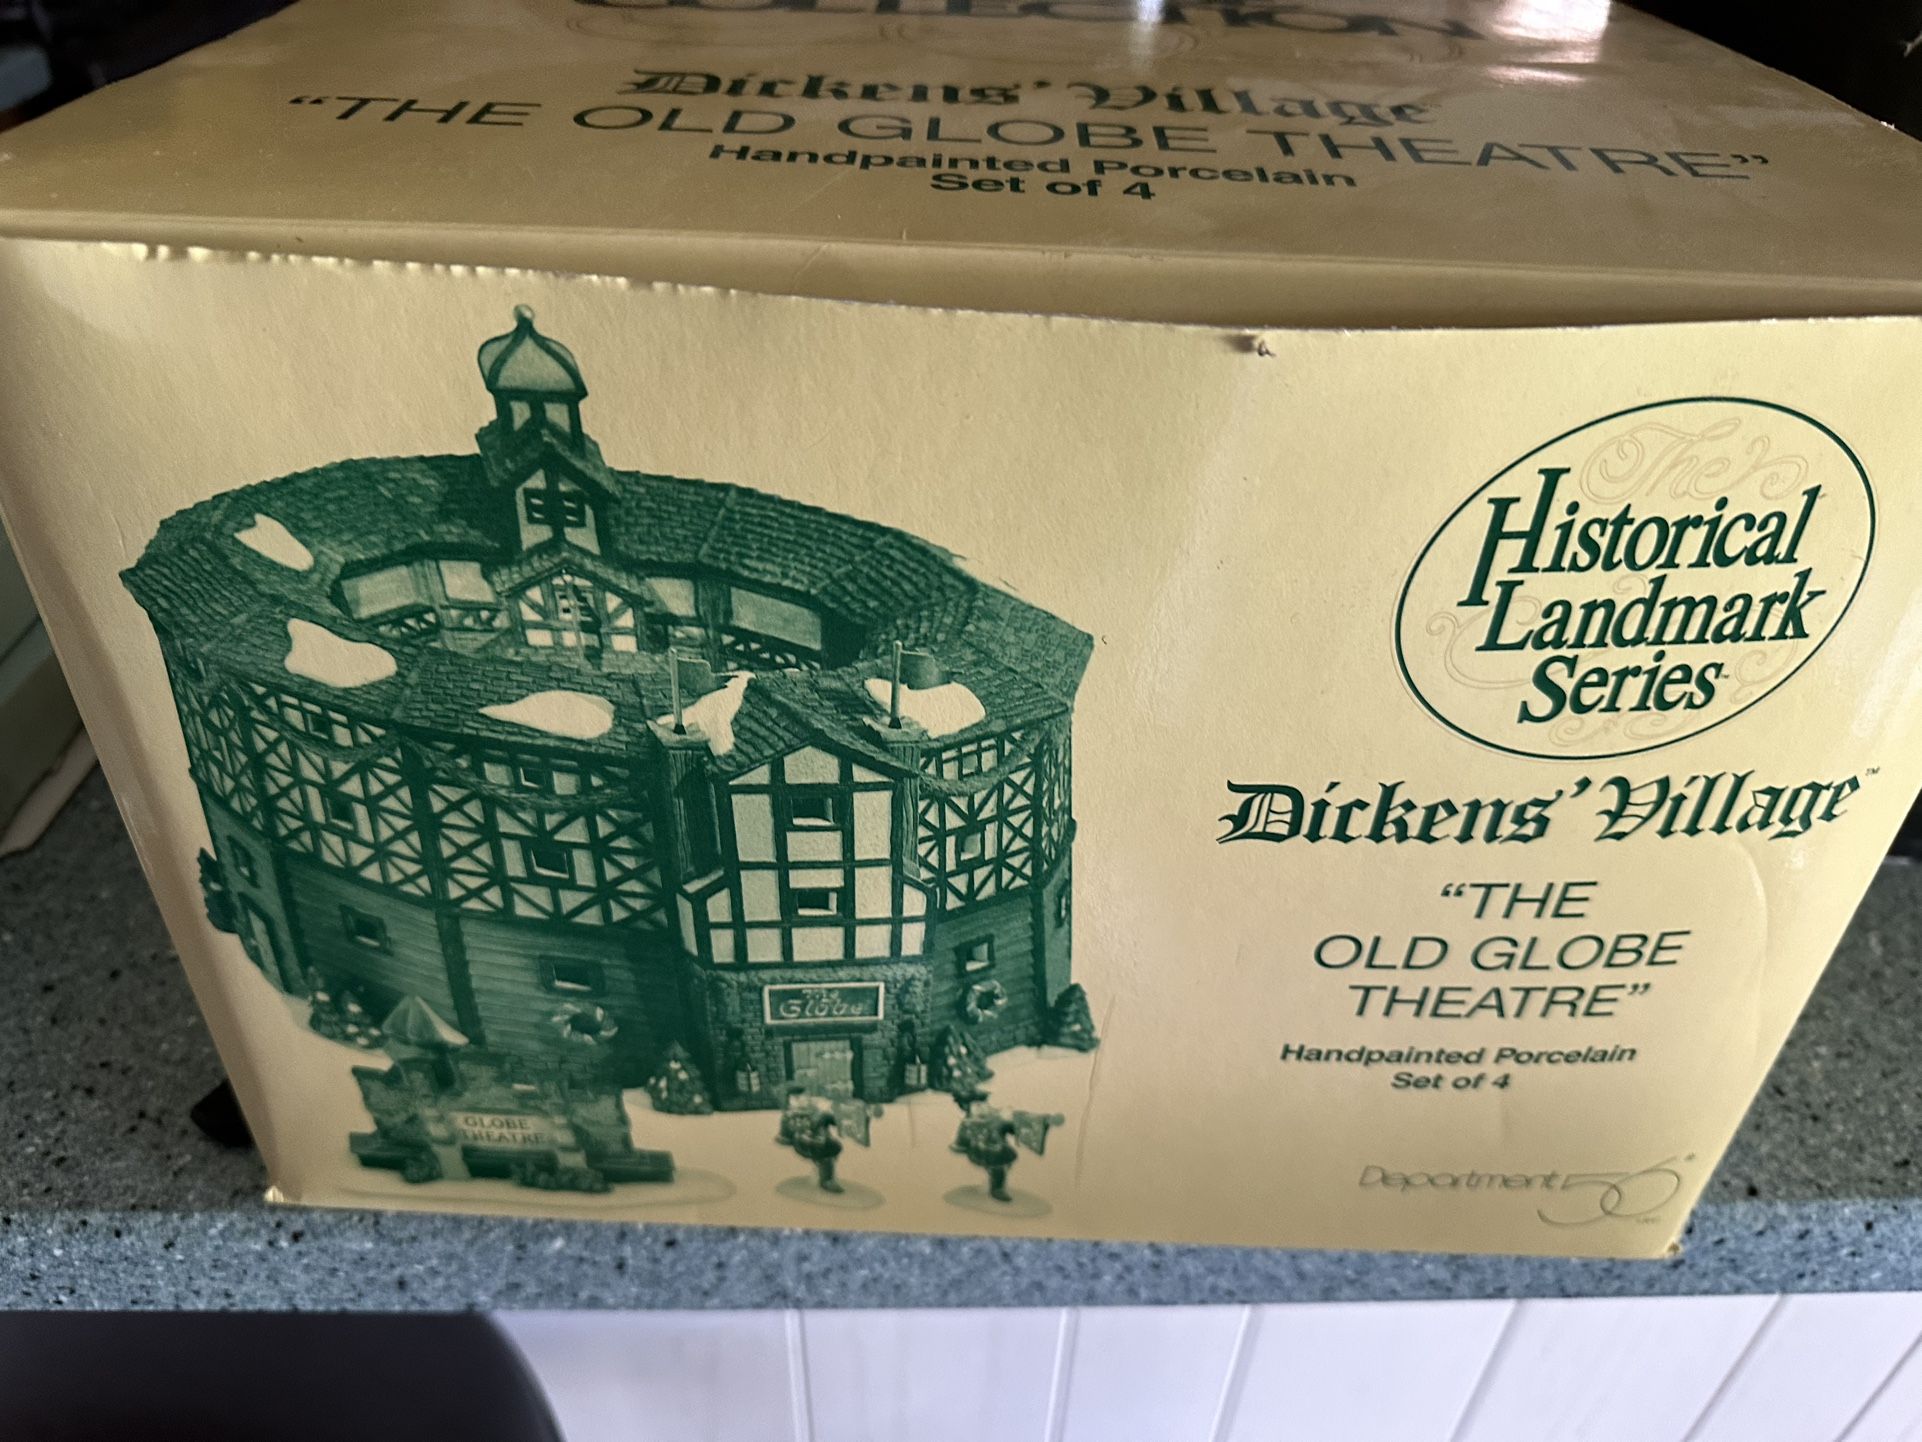 COLLECTION
Dickens' Village
"THE OLD GLOBE THEATRE"
Handpainted Porcelain
Set of 4
The
Historical
Landmark
Series
Dickens' Village™
"THE
OLD GLOBE
THEATRE"
Handpainted Porcelain
Set of 4
Department 56®
The
Globe
GLOBE
THEATRE